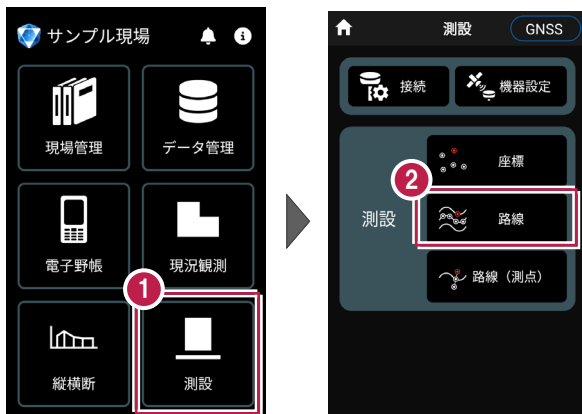 サンプル現場
現場管理
データ管理
電子野帳
現況観測
1
縦横断
測設
測設
GNSS
接続
機器設定
座標
2
測設
路線
路線（測点）